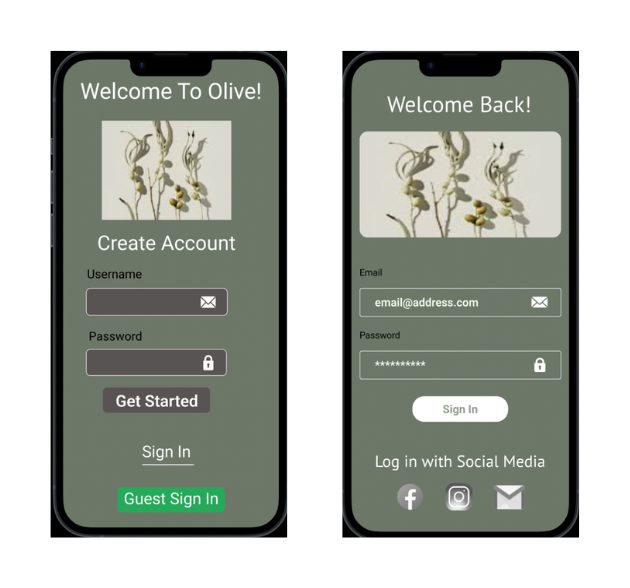 Welcome To Olive!
Create Account
Username
Password
Get Started
Sign In
Guest Sign In
Welcome Back!
Email
email@address.com
Password
**********
Sign In
Log in with Social Media